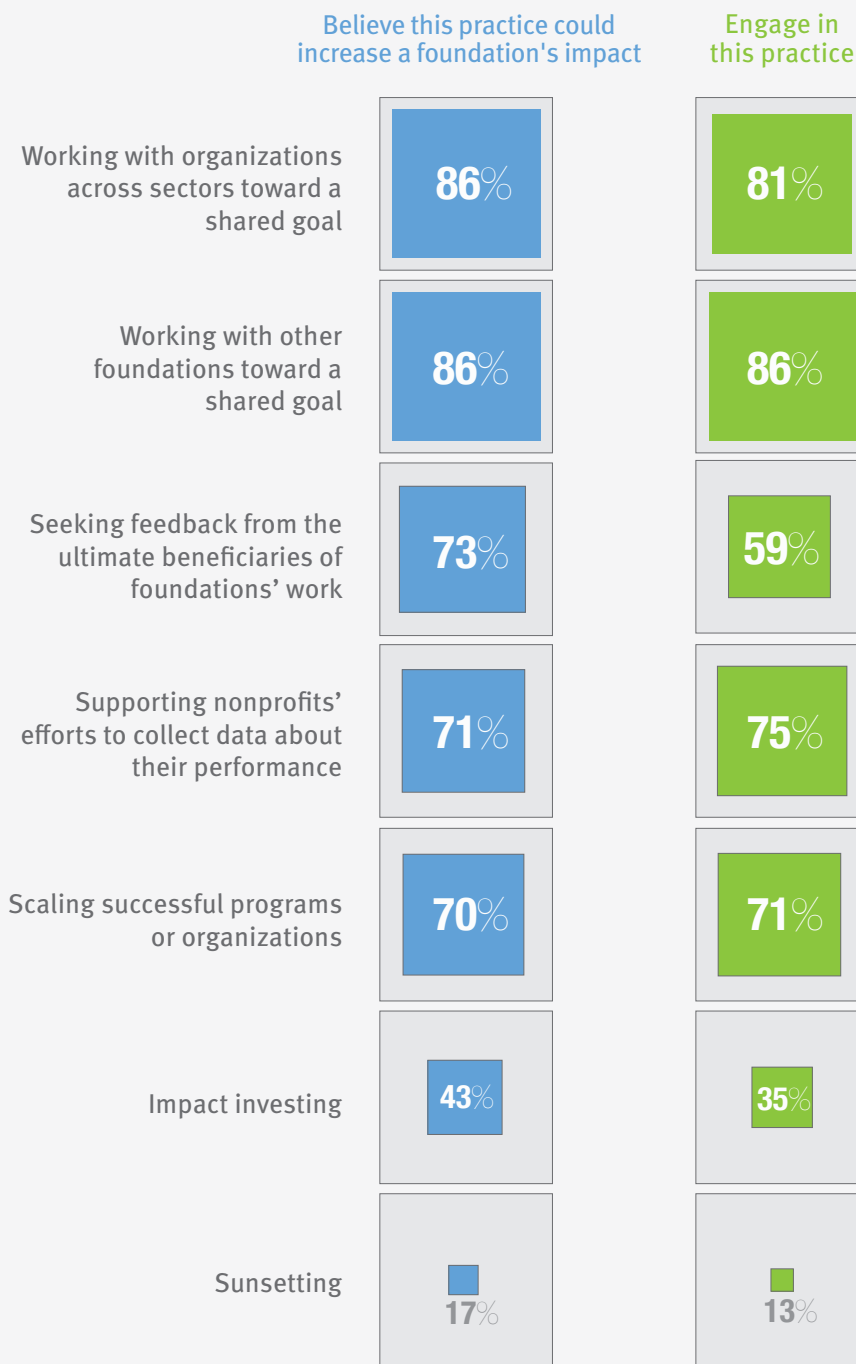 Believe this practice could
increase a foundation's impact
Engage in
this practice
Working with organizations
across sectors toward a
shared goal
86%
81%
Working with other
foundations toward a
shared goal
86%
86%
Seeking feedback from the
ultimate beneficiaries of
foundations’ work
73%
59%
Supporting nonprofits’
efforts to collect data about
their performance
71%
75%
Scaling successful programs
or organizations
70%
71%
Impact investing
43%
35%
Sunsetting
17%
13%